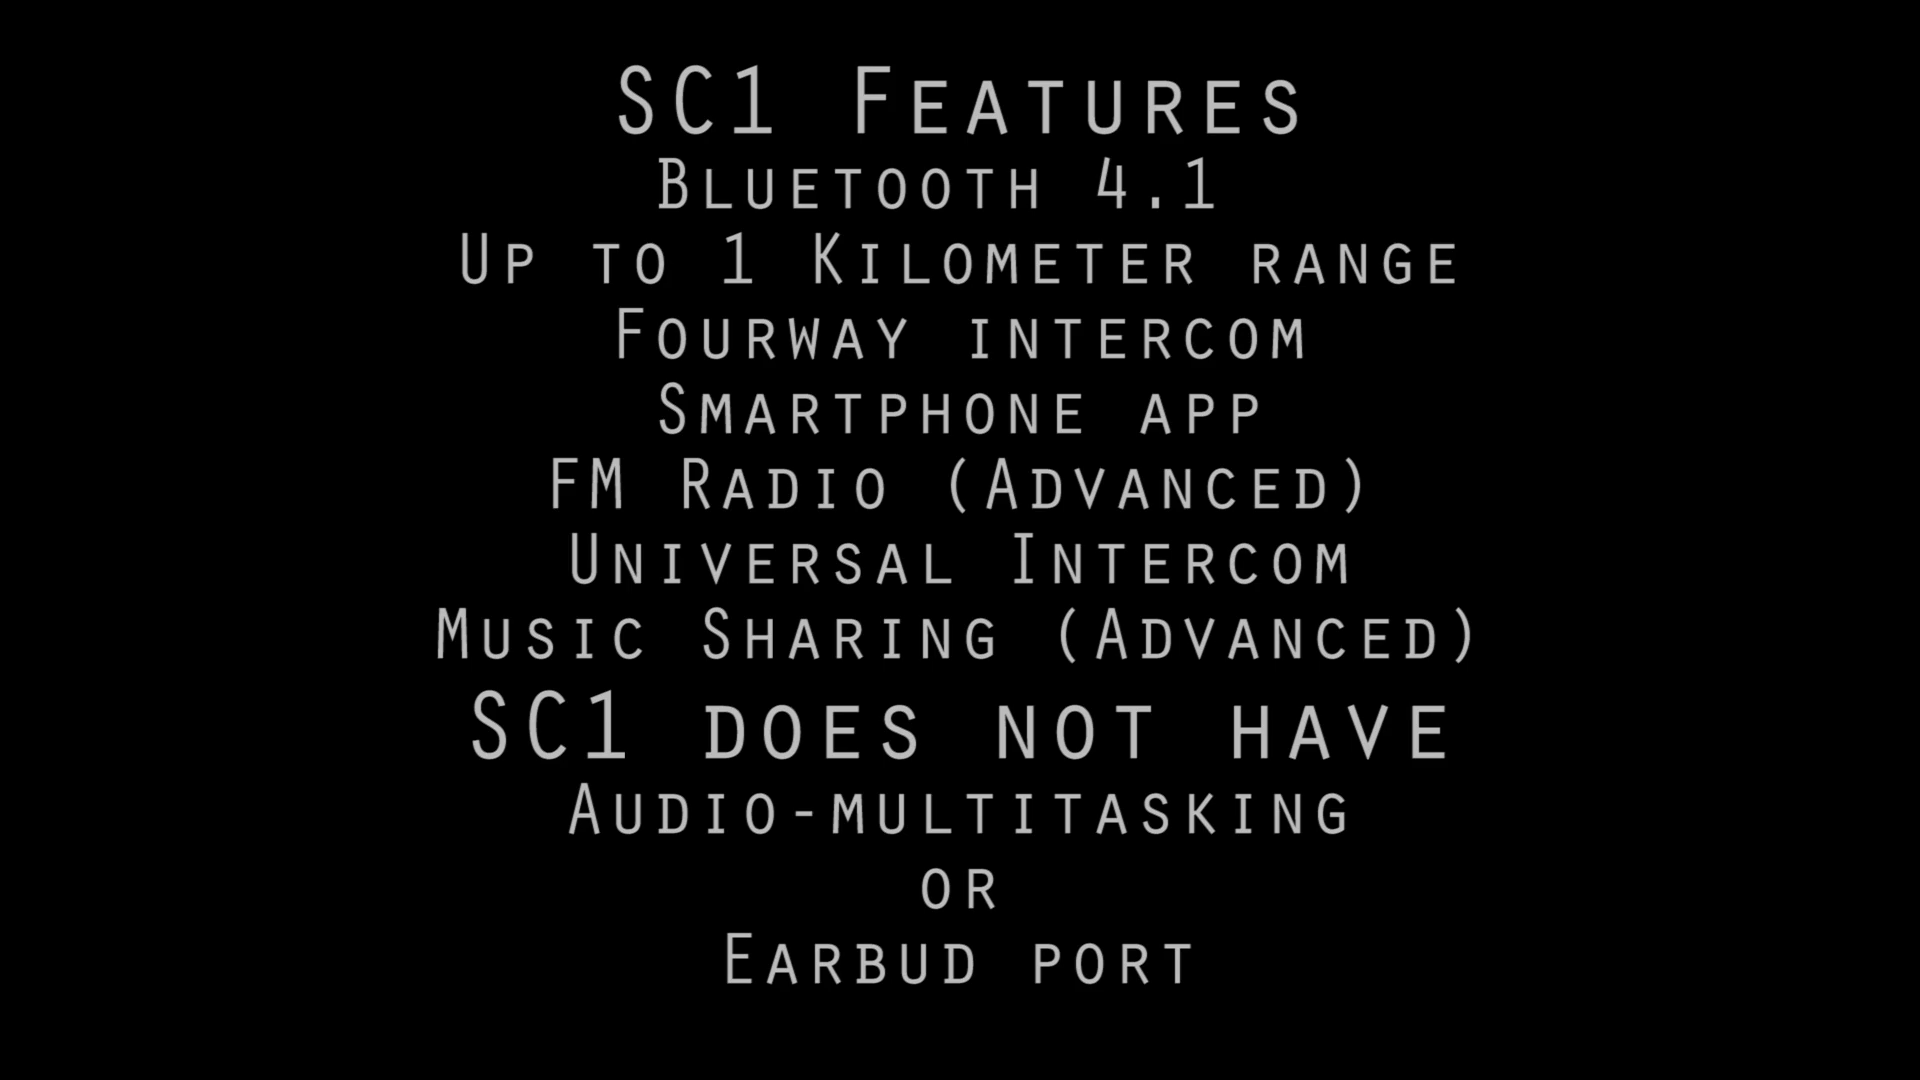 SC1 Features
Bluetooth 4.1
Up to 1 Kilometer range
Fourway intercom
Smartphone app
FM Radio (Advanced)
Universal Intercom
Music Sharing (Advanced)
SC1 does not have
Audio-multitasking
or
Earbud port